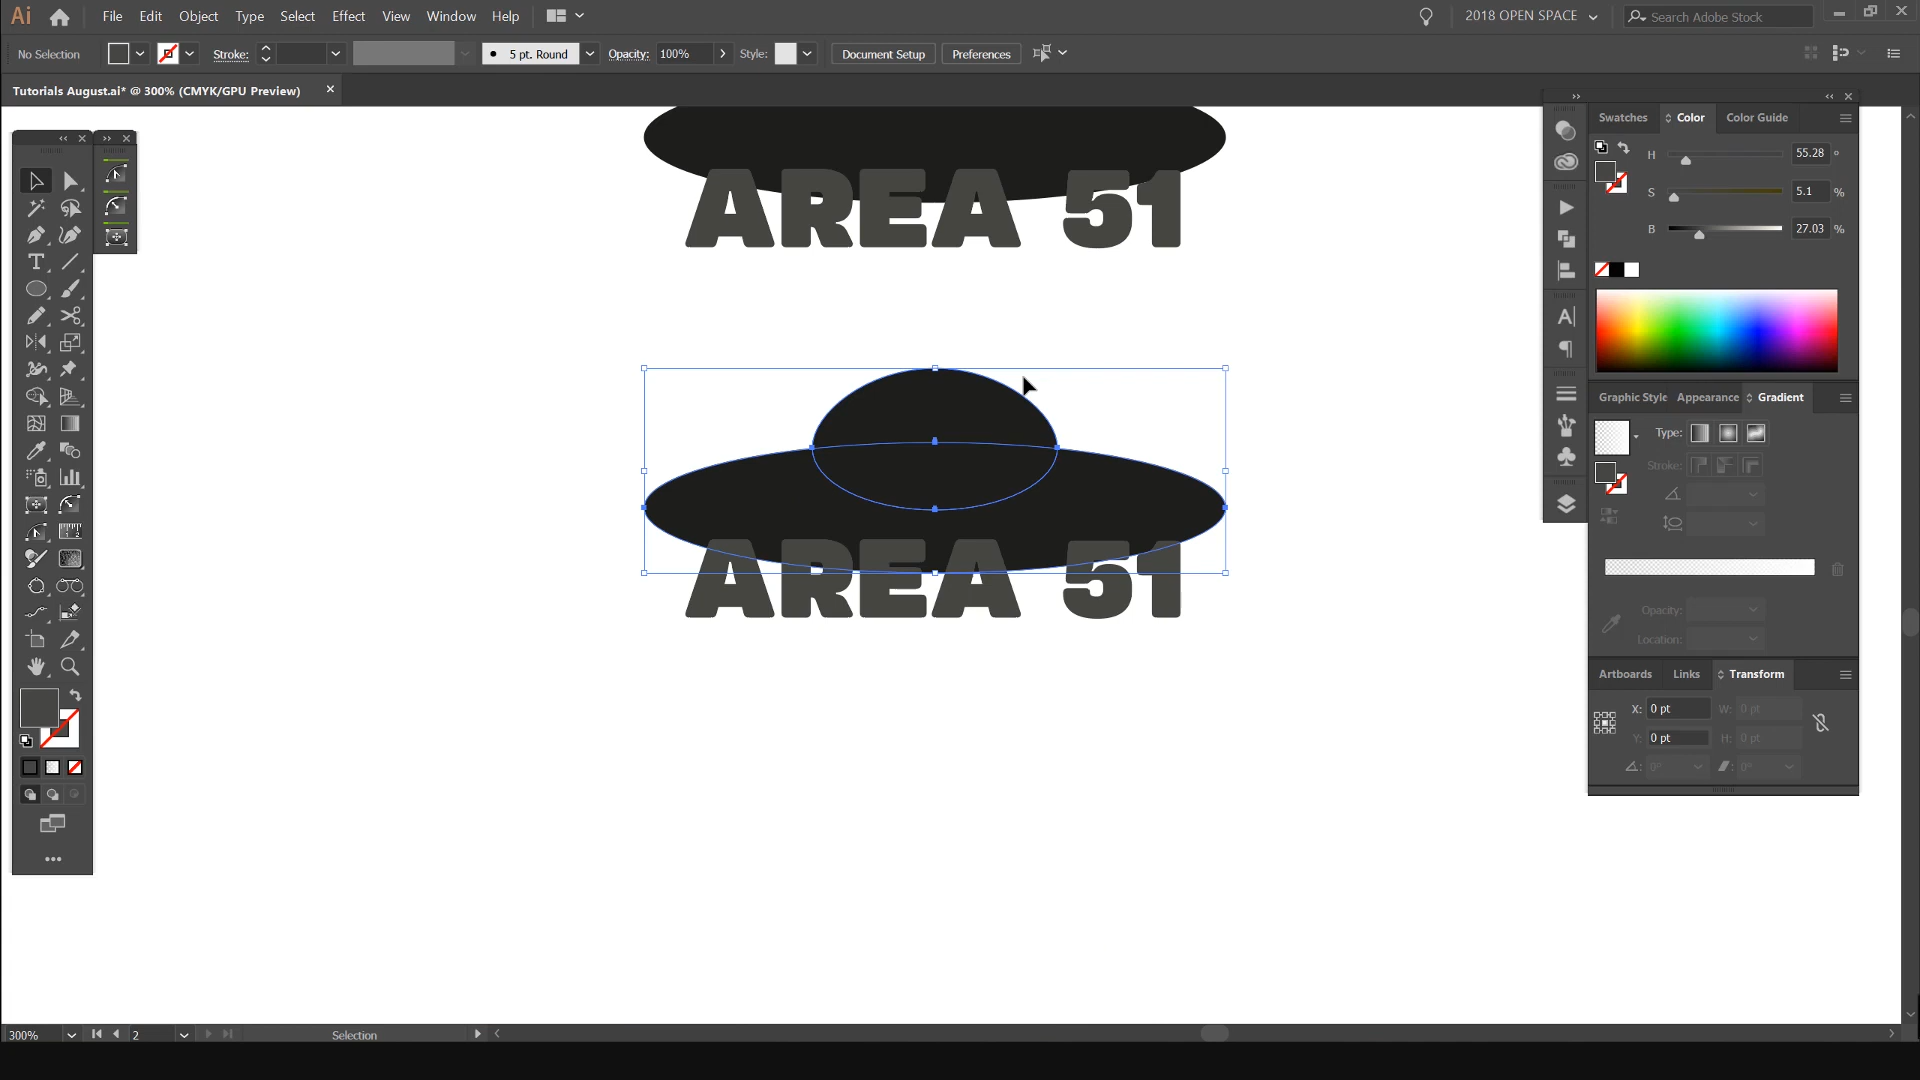 Ai File Edit Object Type Select Effect View Window Help 2018 OPEN SPACE Search Adobe Stock
No Selection Stroke: 5 pt. Round Opacity: 100% Style: Document Setup Preferences
Tutorials August.ai* @ 300% (CMYK/GPU Preview)
Swatches Color Color Guide
H 55.28 °
S 5.1 %
B 27.03 %
AREA 51
Graphic Style Appearance Gradient
Type:
Stroke:
AREA 51
Opacity:
Location:
Artboards Links Transform
X: 0 pt W: 0 pt
Y: 0 pt H: 0 pt
0° 0°
300% 2 Selection